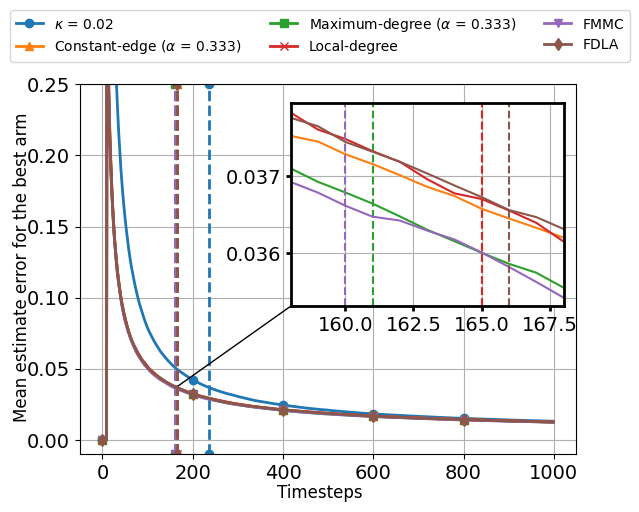 κ = 0.02
Constant-edge (α = 0.333)
Maximum-degree (α = 0.333)
Local-degree
FMMC
FDLA
Mean estimate error for the best arm
0.25
0.20
0.15
0.10
0.05
0.00
0.037
0.036
160.0 162.5 165.0 167.5
0 200 400 600 800 1000
Timesteps